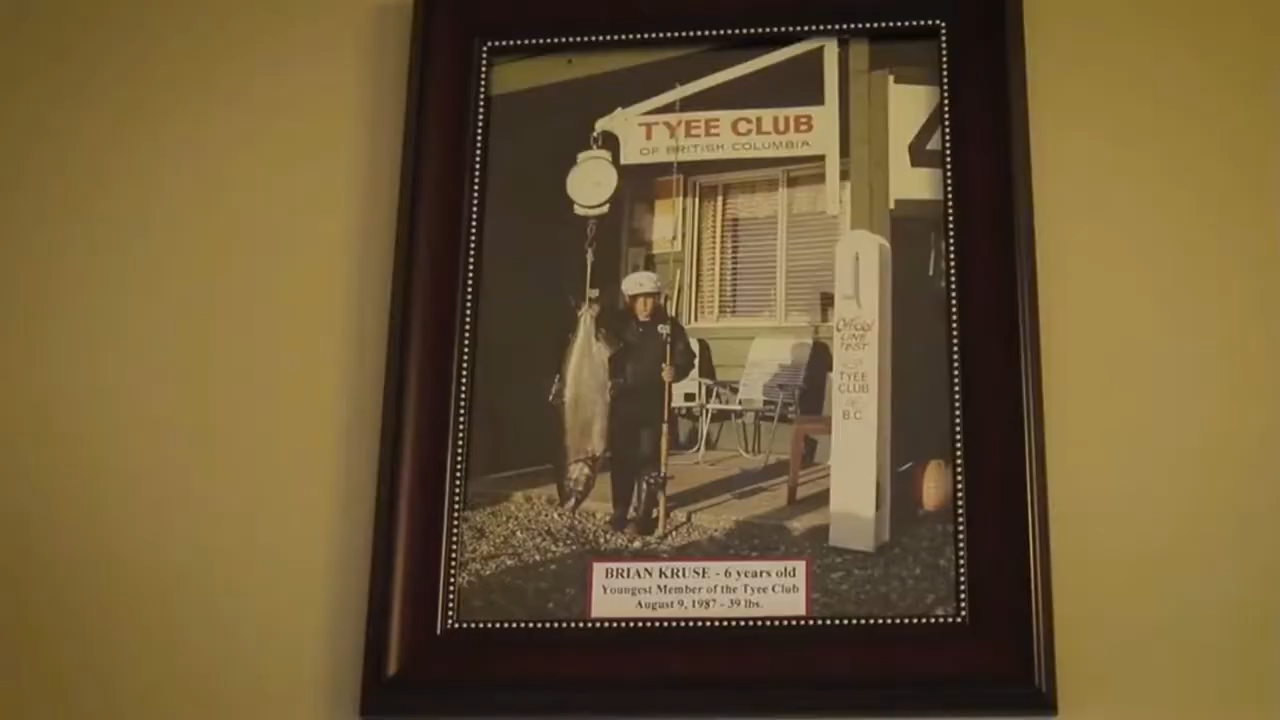 TYEE CLUB
OF BRITISH COLUMBIA
Official
LINE
TEST
TYEE
CLUB
B.C
BRIAN KRUSE - 6 years old
Youngest Member of the Tyee Club
August 9, 1987 - 39 lbs.